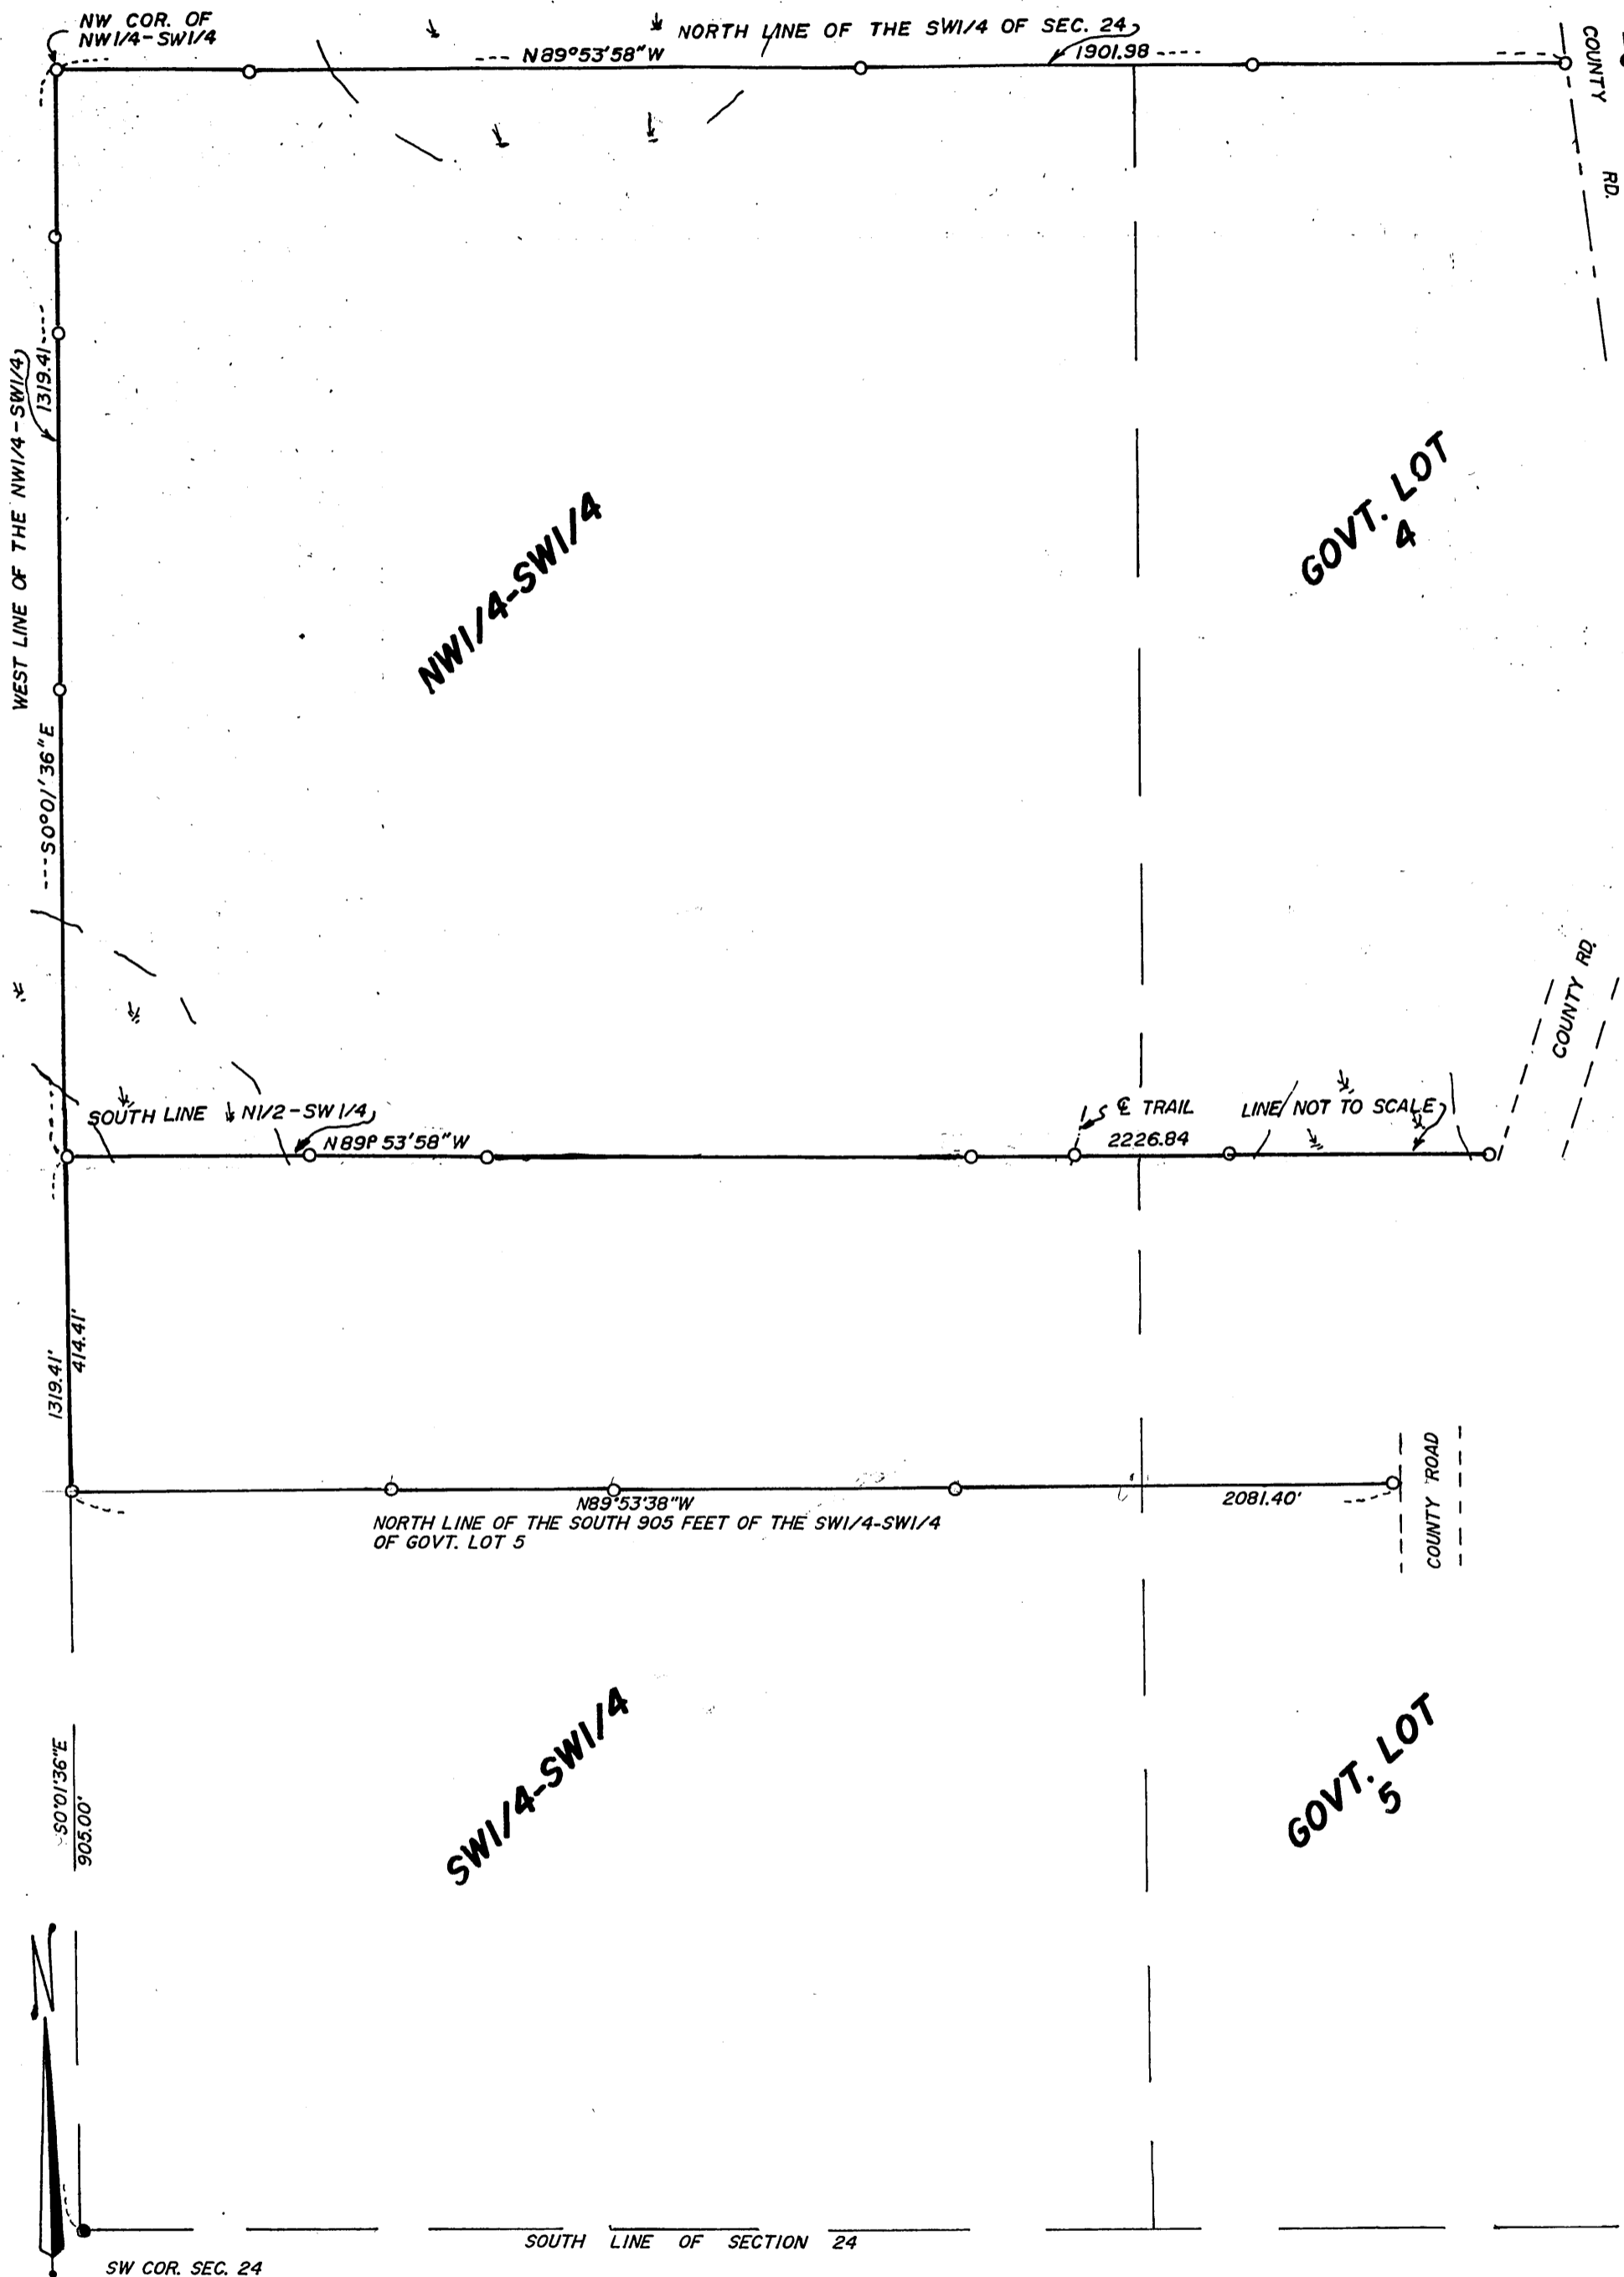 NW COR. OF
NW1/4-SW1/4
NORTH LINE OF THE SW1/4 OF SEC. 24
N89°53'58"W
1901.98
COUNTY RD.
WEST LINE OF THE NW1/4-SW1/4
1319.41
S0°01'36"E
NW1/4-SW1/4
GOVT. LOT
4
COUNTY RD.
SOUTH LINE N1/2-SW1/4
N89° 53'58"W
℄ TRAIL
2226.84
LINE NOT TO SCALE
414.41'
1319.41'
N89°53'38"W
2081.40'
NORTH LINE OF THE SOUTH 905 FEET OF THE SW1/4-SW1/4
OF GOVT. LOT 5
COUNTY ROAD
S0°01'36"E
905.00'
SW1/4-SW1/4
GOVT. LOT
5
N
SOUTH LINE OF SECTION 24
SW COR. SEC. 24